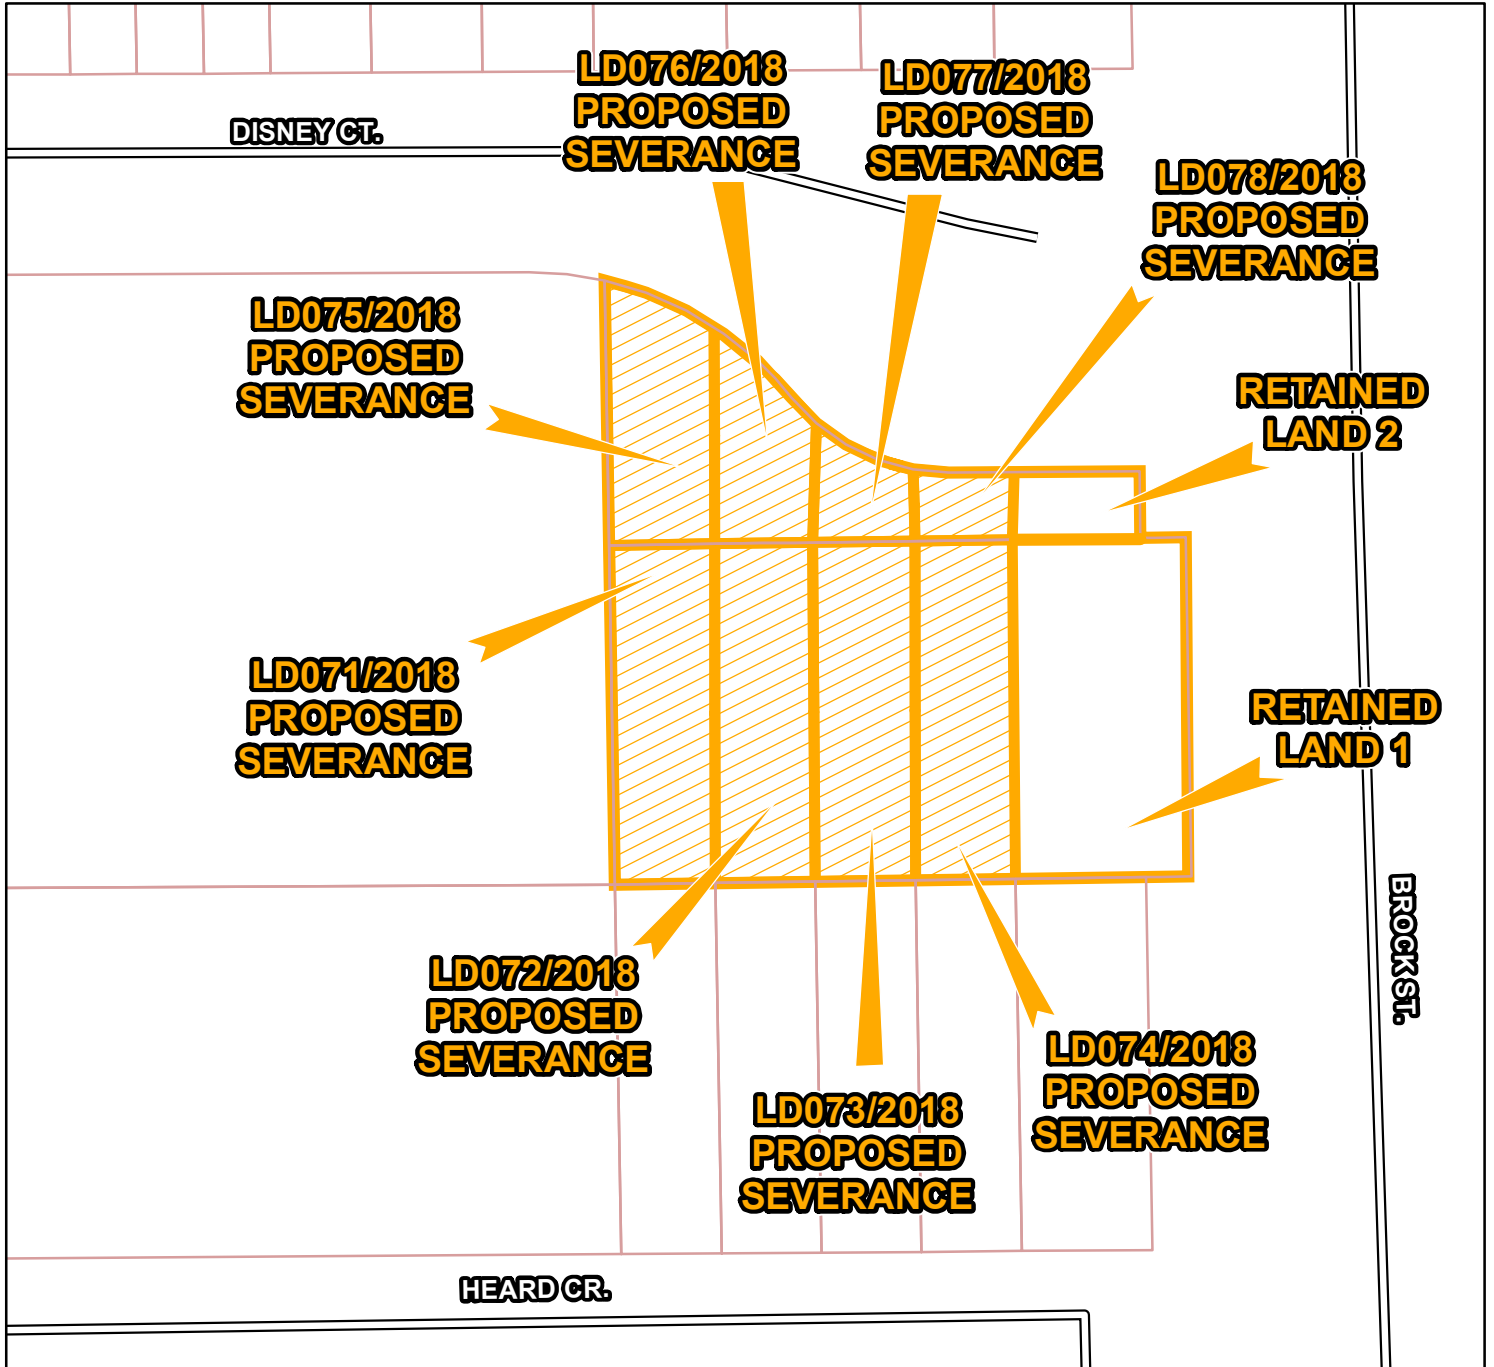 LD076/2018
PROPOSED
SEVERANCE
LD077/2018
PROPOSED
SEVERANCE
DISNEY CT.
LD078/2018
PROPOSED
SEVERANCE
LD075/2018
PROPOSED
SEVERANCE
RETAINED
LAND 2
LD071/2018
PROPOSED
SEVERANCE
RETAINED
LAND 1
BROCK ST.
LD072/2018
PROPOSED
SEVERANCE
LD074/2018
PROPOSED
SEVERANCE
LD073/2018
PROPOSED
SEVERANCE
HEARD CR.